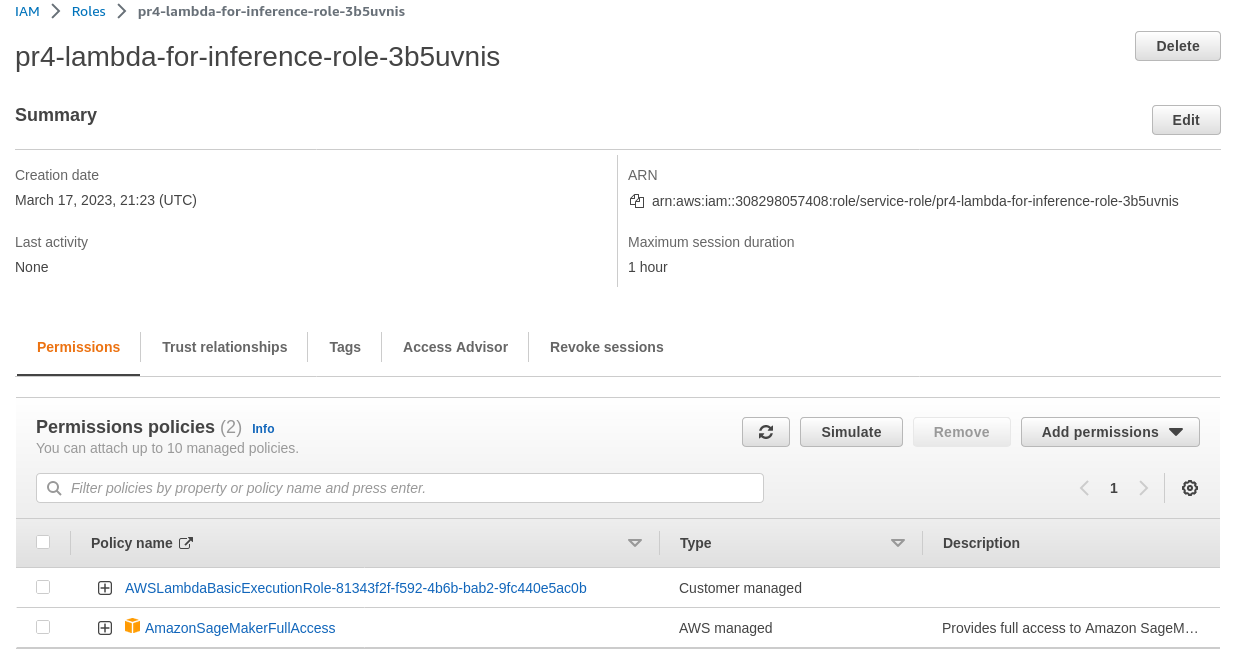 IAM > Roles > pr4-lambda-for-inference-role-3b5uvnis
pr4-lambda-for-inference-role-3b5uvnis
Delete
Summary
Edit
Creation date
March 17, 2023, 21:23 (UTC)
ARN
arn:aws:iam::308298057408:role/service-role/pr4-lambda-for-inference-role-3b5uvnis
Last activity
None
Maximum session duration
1 hour
Permissions Trust relationships Tags Access Advisor Revoke sessions
Permissions policies (2) Info
You can attach up to 10 managed policies.
Simulate Remove Add permissions
Filter policies by property or policy name and press enter.
1
Policy name Type Description
AWSLambdaBasicExecutionRole-81343f2f-f592-4b6b-bab2-9fc440e5ac0b Customer managed
AmazonSageMakerFullAccess AWS managed Provides full access to Amazon SageM…